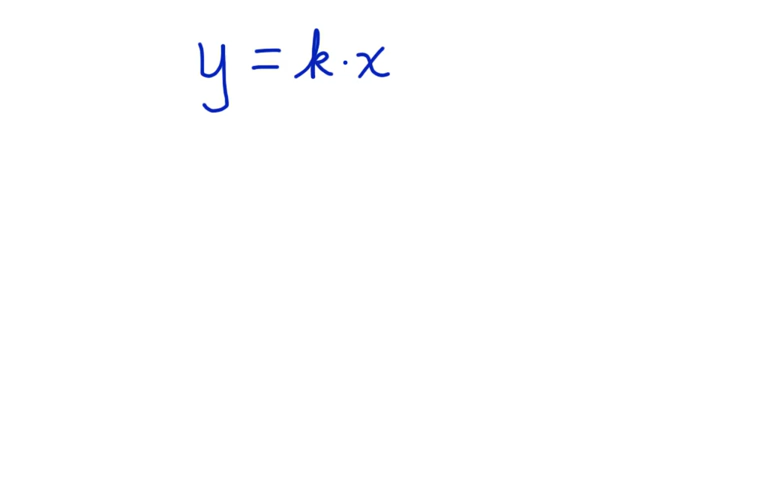 y = k·x